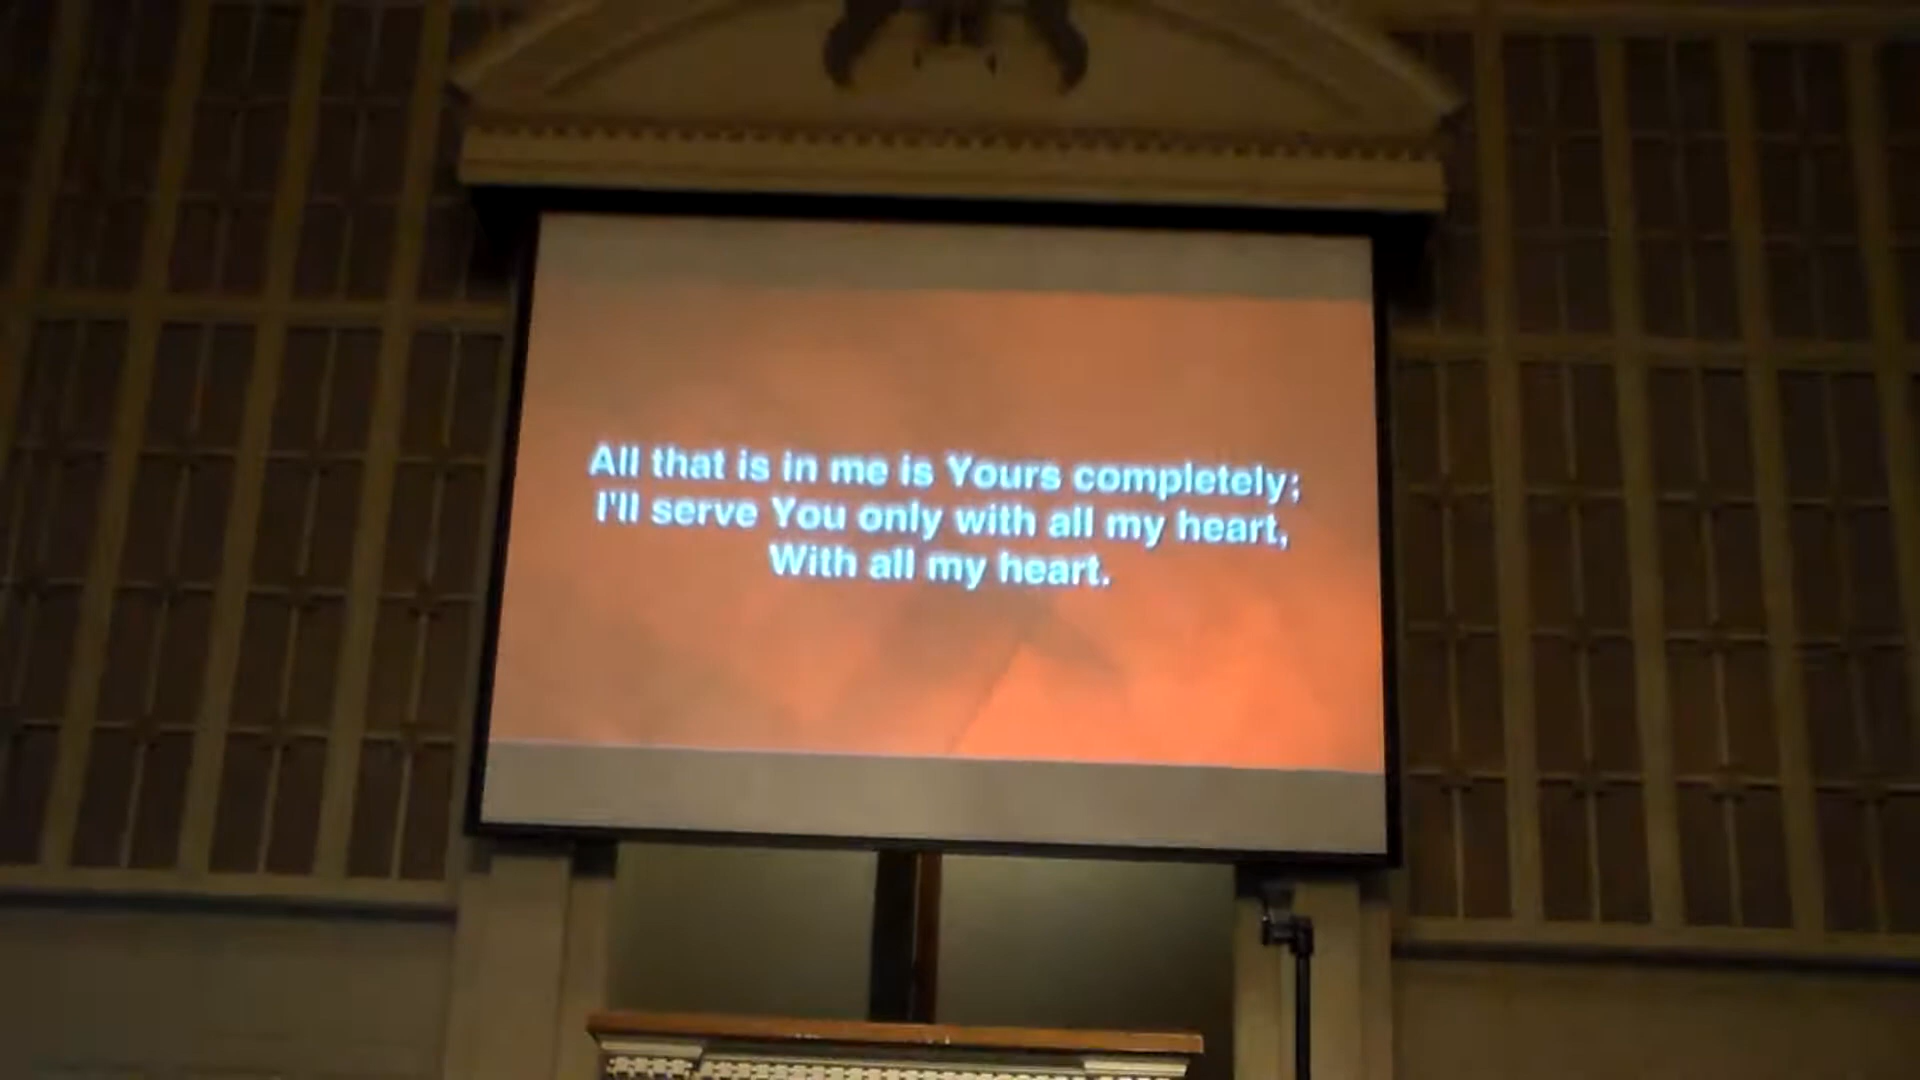 All that is in me is Yours completely;
I'll serve You only with all my heart,
With all my heart.